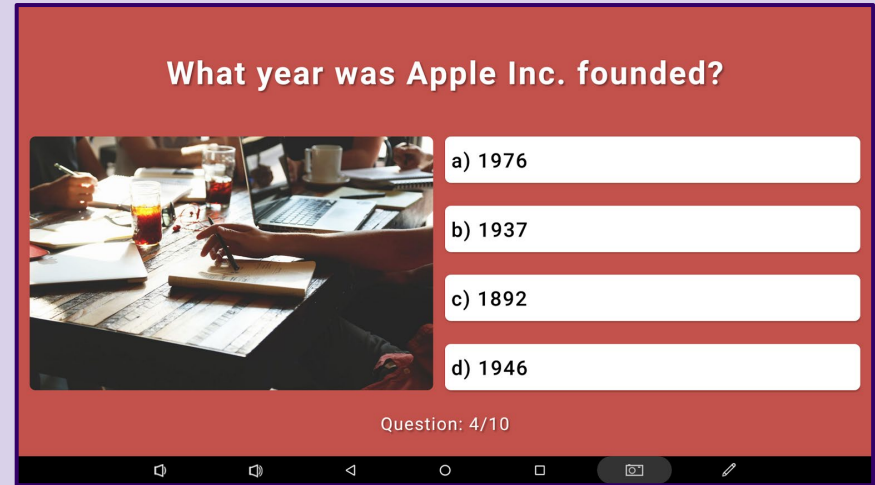 What year was Apple Inc. founded?
a) 1976
b) 1937
c) 1892
d) 1946
Question: 4/10